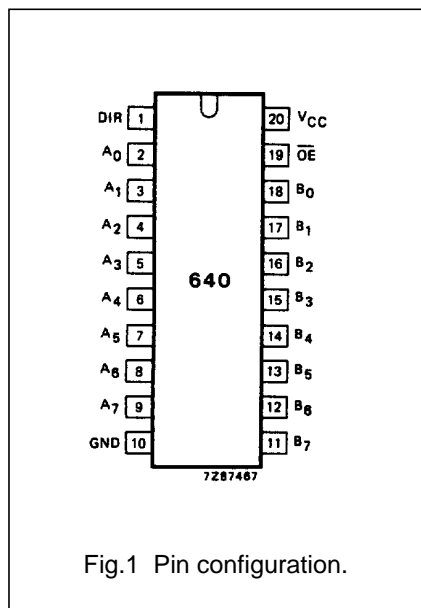 DIR 1 20 VCC
A0 2 19 O̅E̅
A1 3 18 B0
A2 4 17 B1
A3 5 16 B2
A4 6 640 15 B3
A5 7 14 B4
A6 8 13 B5
A7 9 12 B6
GND 10 11 B7
7Z87467
Fig.1 Pin configuration.